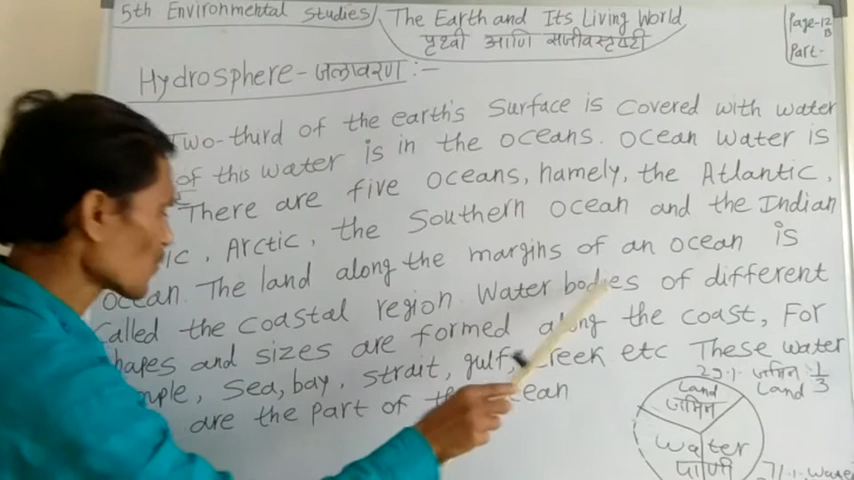 5th Environmental Studies
The Earth and Its Living World
पृथ्वी आणि सजीवसृष्टी
Page-12
Part-
Hydrosphere - जलावरण :-
Two-third of the earth's Surface is Covered with water
of this water is in the oceans. Ocean water is
There are five oceans, namely, the Atlantic,
Arctic, the Southern Ocean and the Indian
Ocean. The land along the margins of an ocean is
Called the Coastal region. Water bodies of different
and sizes are formed along the coast, For
Sea, bay, strait, gulf, Creek etc These water
are the part of
29% जमिन 1/3
Land
Land
जमिन
Water
पाणी
71%